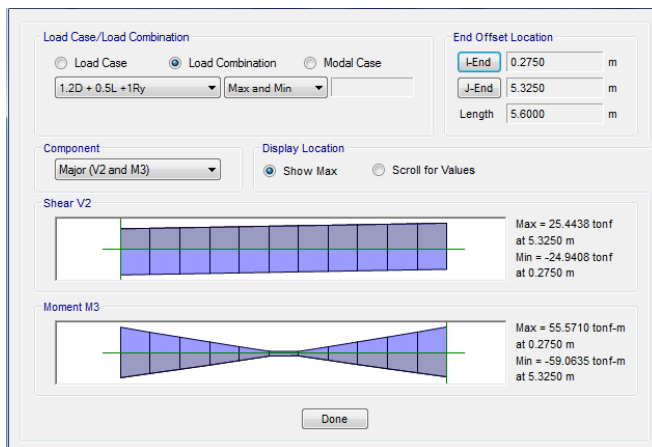 Load Case/Load Combination
Load Case Load Combination Modal Case
1.2D + 0.5L +1Ry Max and Min
End Offset Location
I-End 0.2750 m
J-End 5.3250 m
Length 5.6000 m
Component
Major (V2 and M3)
Display Location
Show Max Scroll for Values
Shear V2
Max = 25.4438 tonf
at 5.3250 m
Min = -24.9408 tonf
at 0.2750 m
Moment M3
Max = 55.5710 tonf-m
at 0.2750 m
Min = -59.0635 tonf-m
at 5.3250 m
Done